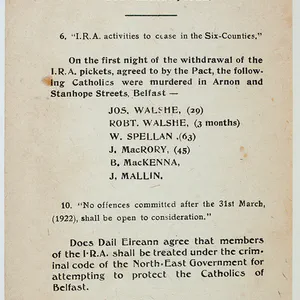 6. “I.R.A. activities to cease in the Six-Counties,”
On the first night of the withdrawal of the
I.R.A. pickets, agreed to by the Pact, the follow-
ing Catholics were murdered in Arnon and
Stanhope Streets, Belfast —
JOS. WALSHE, (29)
ROBT. WALSHE, (3 months)
W. SPELLAN .(63)
J. MacRORY, (45)
B. MacKENNA,
J. MALLIN,
10. “No offences committed after the 31st March,
(1922), shall be open to consideration.”
Does Dail Eireann agree that members
of the I·R.A. shall be treated under the crim-
inal code of the North-East Government for
attempting to protect the Catholics of
Belfast.